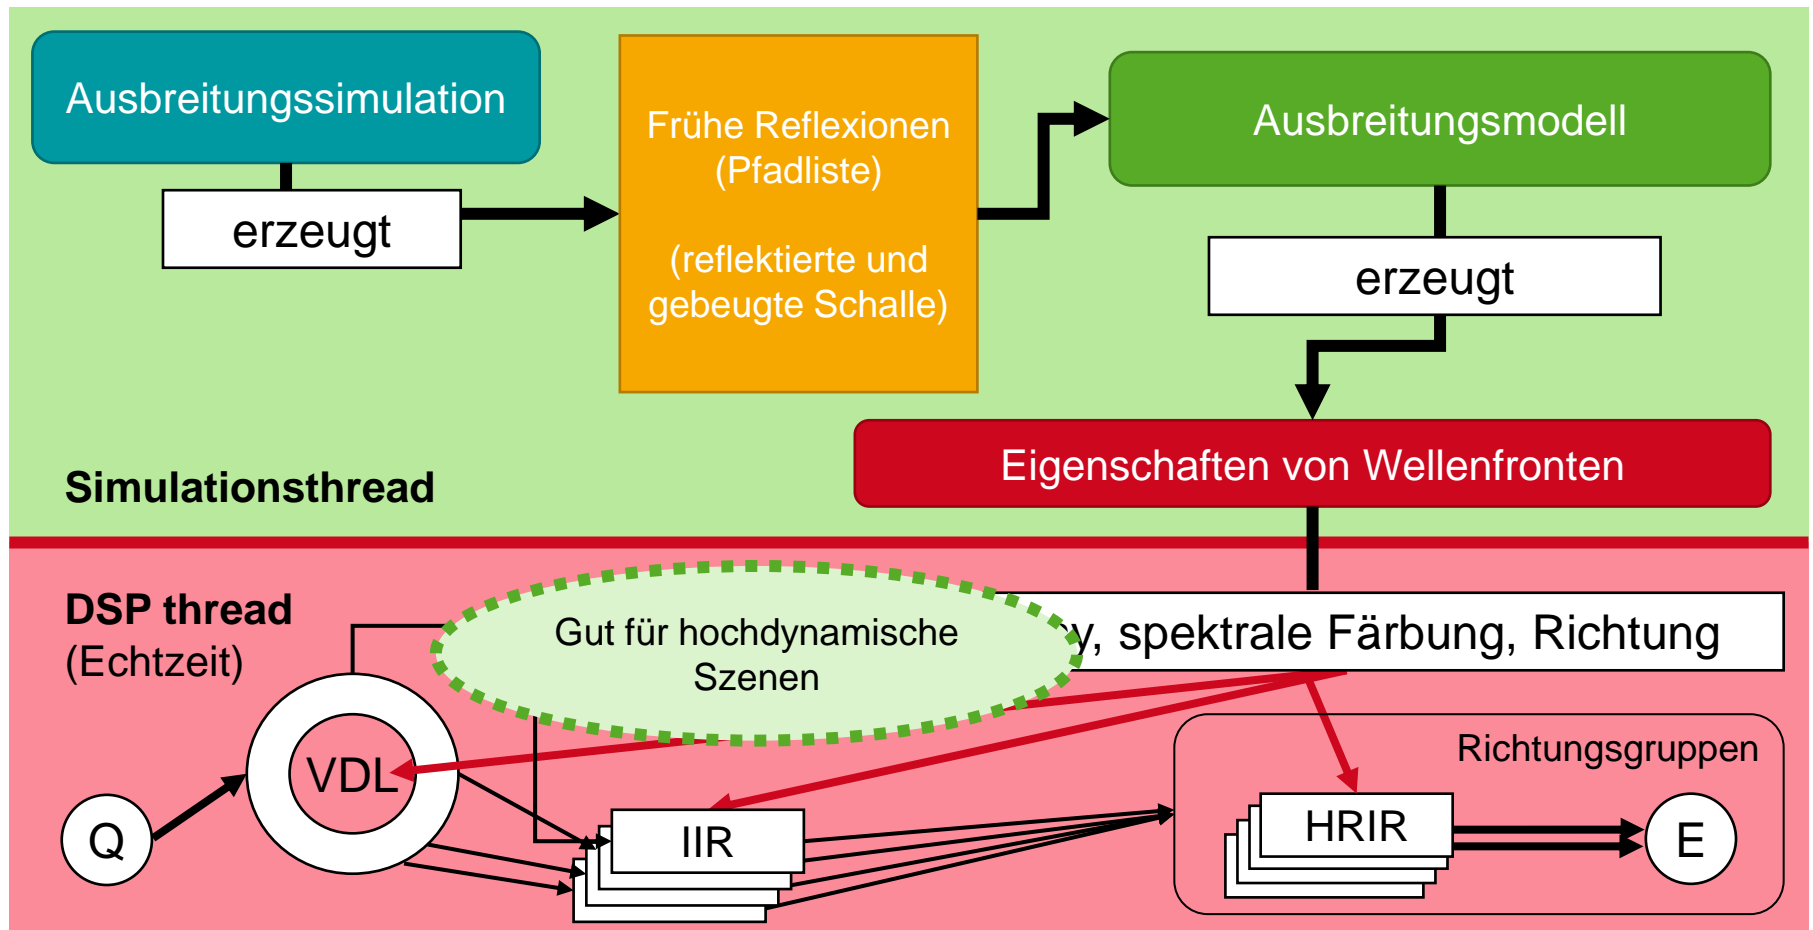 Ausbreitungssimulation
erzeugt
Frühe Reflexionen
(Pfadliste)
(reflektierte und
gebeugte Schalle)
Ausbreitungsmodell
erzeugt
Eigenschaften von Wellenfronten
Simulationsthread
DSP thread
(Echtzeit)
Gut für hochdynamische
Szenen
spektrale Färbung, Richtung
Richtungsgruppen
VDL
Q
IIR
HRIR
E